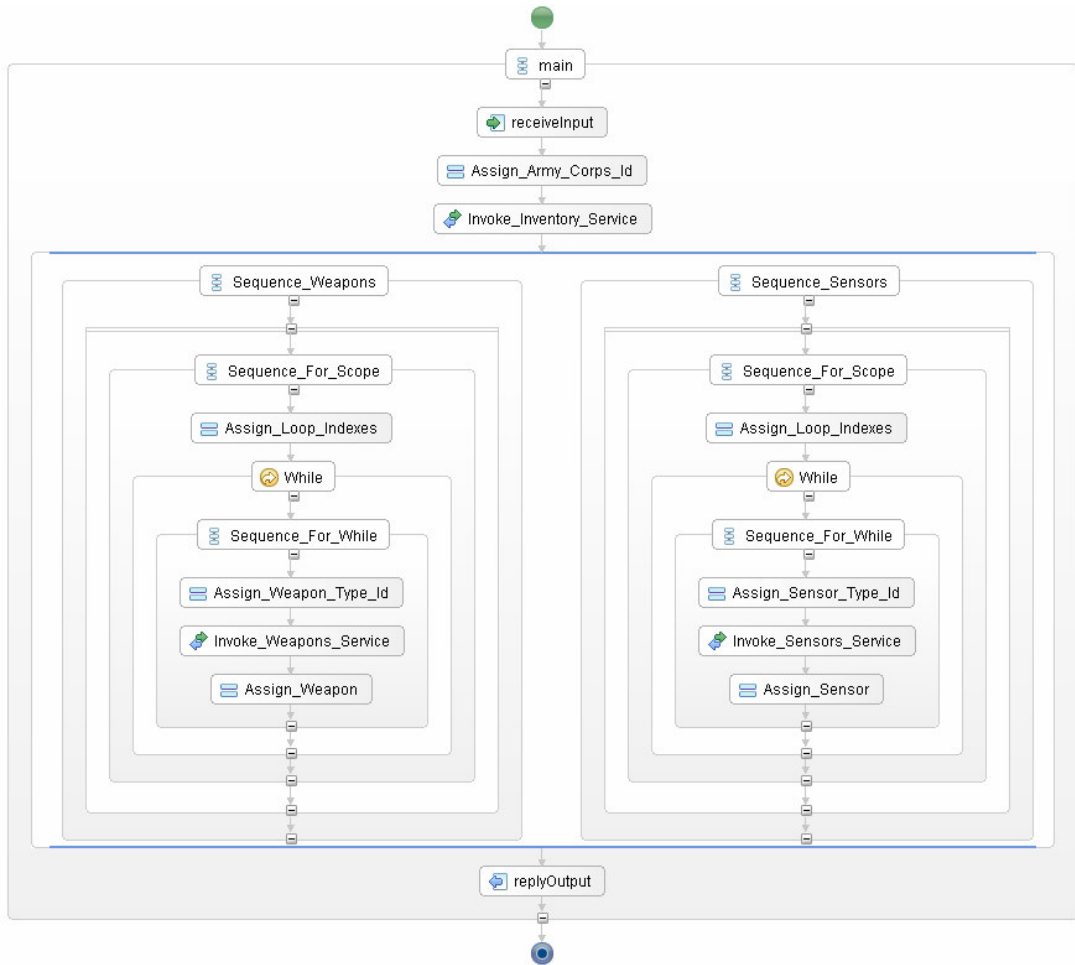 main
receiveInput
Assign_Army_Corps_Id
Invoke_Inventory_Service
Sequence_Weapons
Sequence_For_Scope
Assign_Loop_Indexes
While
Sequence_For_While
Assign_Weapon_Type_Id
Invoke_Weapons_Service
Assign_Weapon
Sequence_Sensors
Sequence_For_Scope
Assign_Loop_Indexes
While
Sequence_For_While
Assign_Sensor_Type_Id
Invoke_Sensors_Service
Assign_Sensor
replyOutput